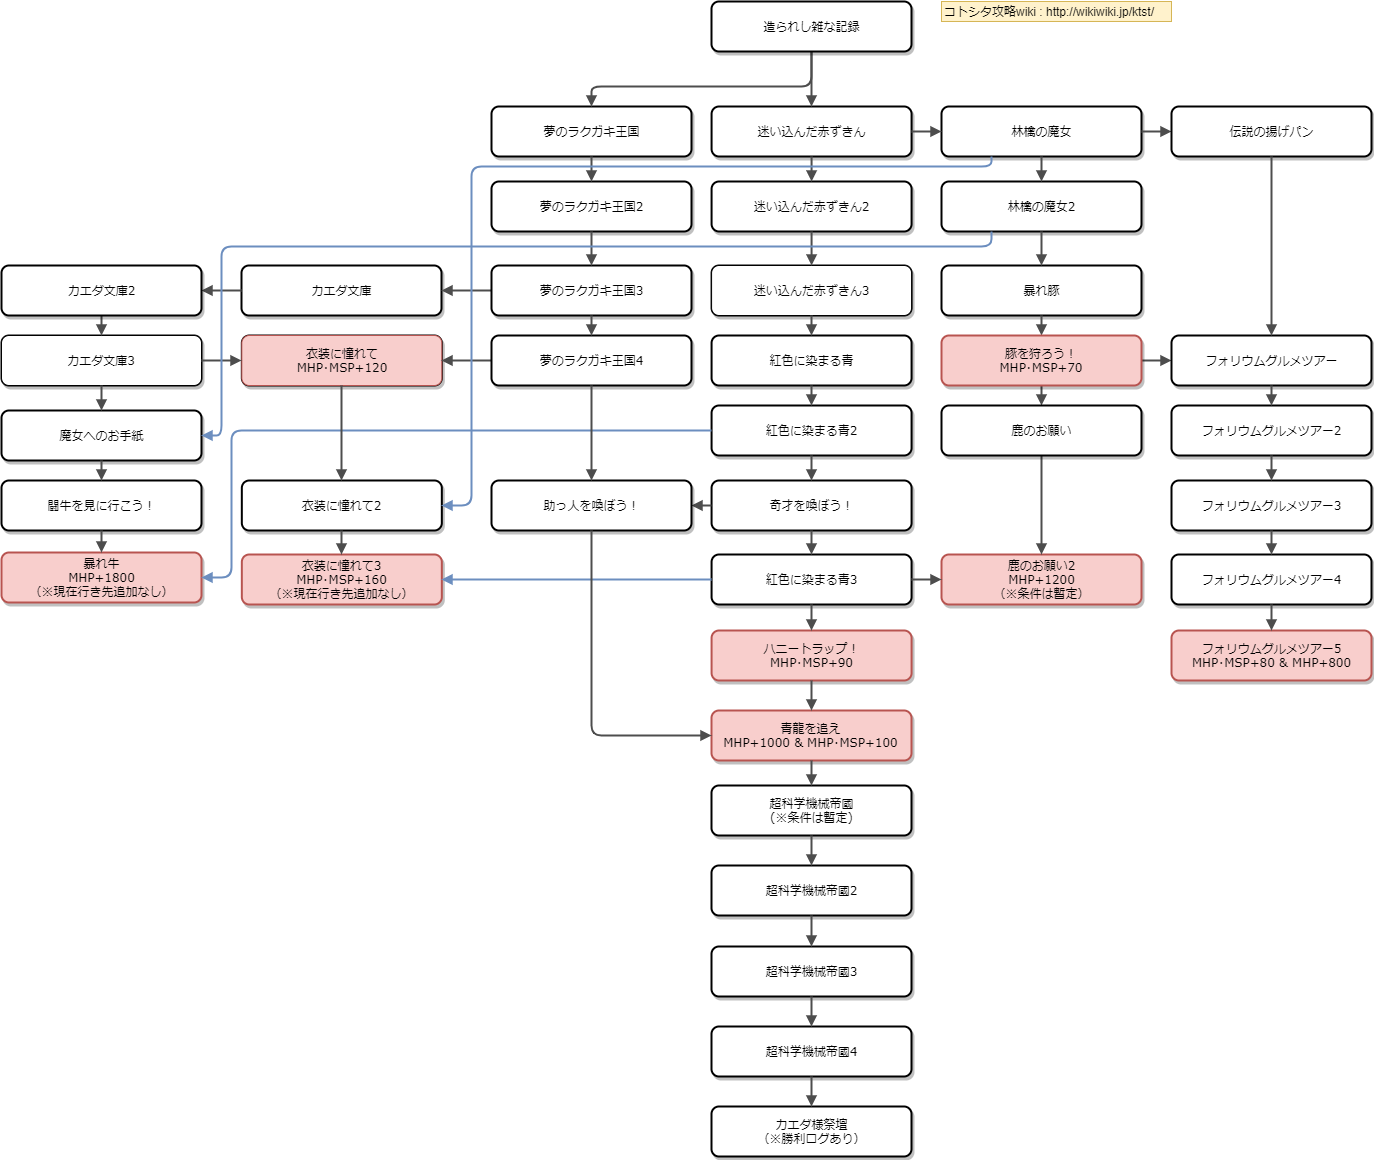 造られし雑な記録
コトシタ攻略wiki : http://wikiwiki.jp/ktst/
夢のラクガキ王国
迷い込んだ赤ずきん
林檎の魔女
伝説の揚げパン
夢のラクガキ王国2
迷い込んだ赤ずきん2
林檎の魔女2
カエダ文庫2
カエダ文庫
夢のラクガキ王国3
迷い込んだ赤ずきん3
暴れ豚
カエダ文庫3
衣装に憧れて
MHP・MSP+120
夢のラクガキ王国4
紅色に染まる青
豚を狩ろう！
MHP・MSP+70
フォリウムグルメツアー
魔女へのお手紙
紅色に染まる青2
鹿のお願い
フォリウムグルメツアー2
闘牛を見に行こう！
衣装に憧れて2
助っ人を喚ぼう！
奇才を喚ぼう！
フォリウムグルメツアー3
暴れ牛
MHP+1800
（※現在行き先追加なし）
衣装に憧れて3
MHP・MSP+160
（※現在行き先追加なし）
紅色に染まる青3
鹿のお願い2
MHP+1200
（※条件は暫定）
フォリウムグルメツアー4
ハニートラップ！
MHP・MSP+90
フォリウムグルメツアー5
MHP・MSP+80 & MHP+800
青龍を追え
MHP+1000 & MHP・MSP+100
超科学機械帝國
（※条件は暫定）
超科学機械帝國2
超科学機械帝國3
超科学機械帝國4
カエダ様祭壇
（※勝利ログあり）